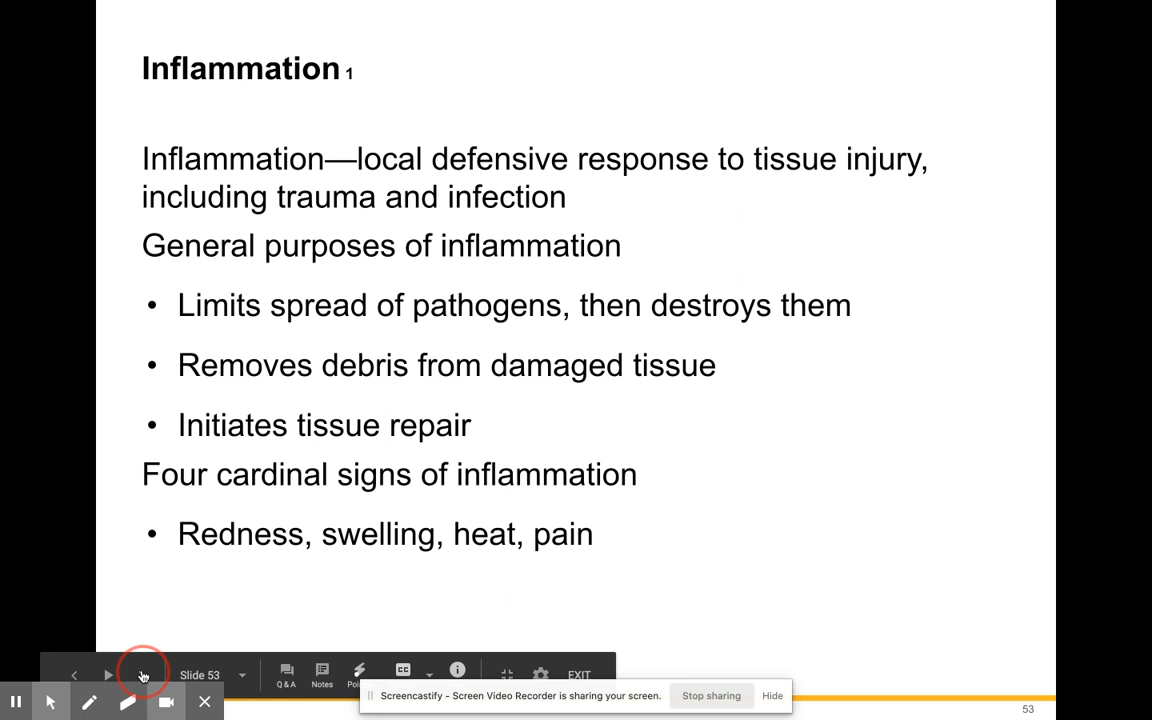 Inflammation 1
Inflammation—local defensive response to tissue injury,
including trauma and infection
General purposes of inflammation
• Limits spread of pathogens, then destroys them
• Removes debris from damaged tissue
• Initiates tissue repair
Four cardinal signs of inflammation
• Redness, swelling, heat, pain
Slide 53
Q & A
Notes
CC
EXIT
Screencastify - Screen Video Recorder is sharing your screen.
Stop sharing
Hide
53